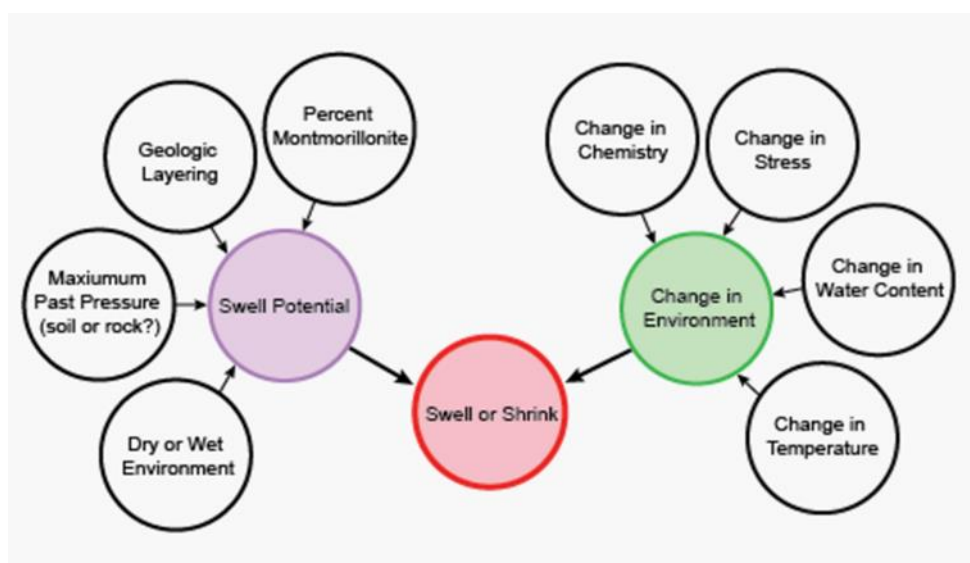 Geologic
Layering
Percent
Montmorillonite
Maxiumum
Past Pressure
(soil or rock?)
Dry or Wet
Environment
Swell Potential
Swell or Shrink
Change in
Chemistry
Change in
Stress
Change in
Water Content
Change in
Temperature
Change in
Environment